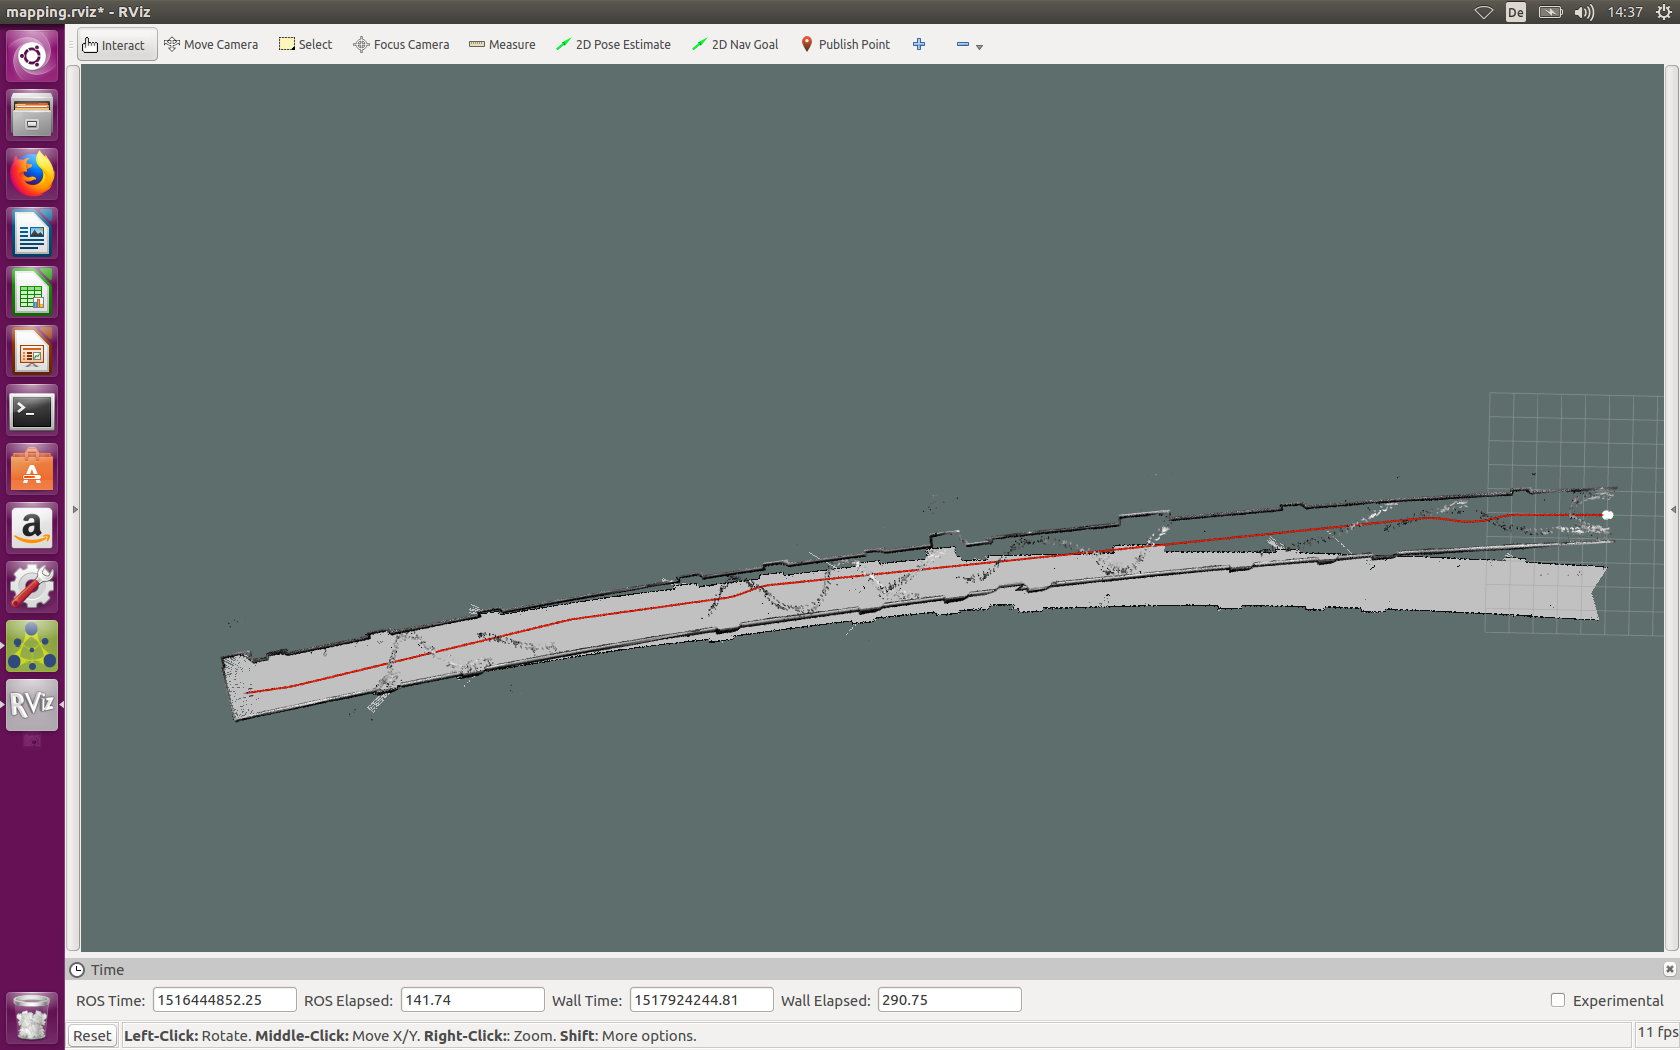 mapping.rviz* - RViz
De
14:37
Interact
Move Camera
Select
Focus Camera
Measure
2D Pose Estimate
2D Nav Goal
Publish Point
A
a
RViz
Time
ROS Time: 1516444852.25 ROS Elapsed: 141.74 Wall Time: 1517924244.81 Wall Elapsed: 290.75 Experimental
Reset Left-Click: Rotate. Middle-Click: Move X/Y. Right-Click:: Zoom. Shift: More options. 11 fps